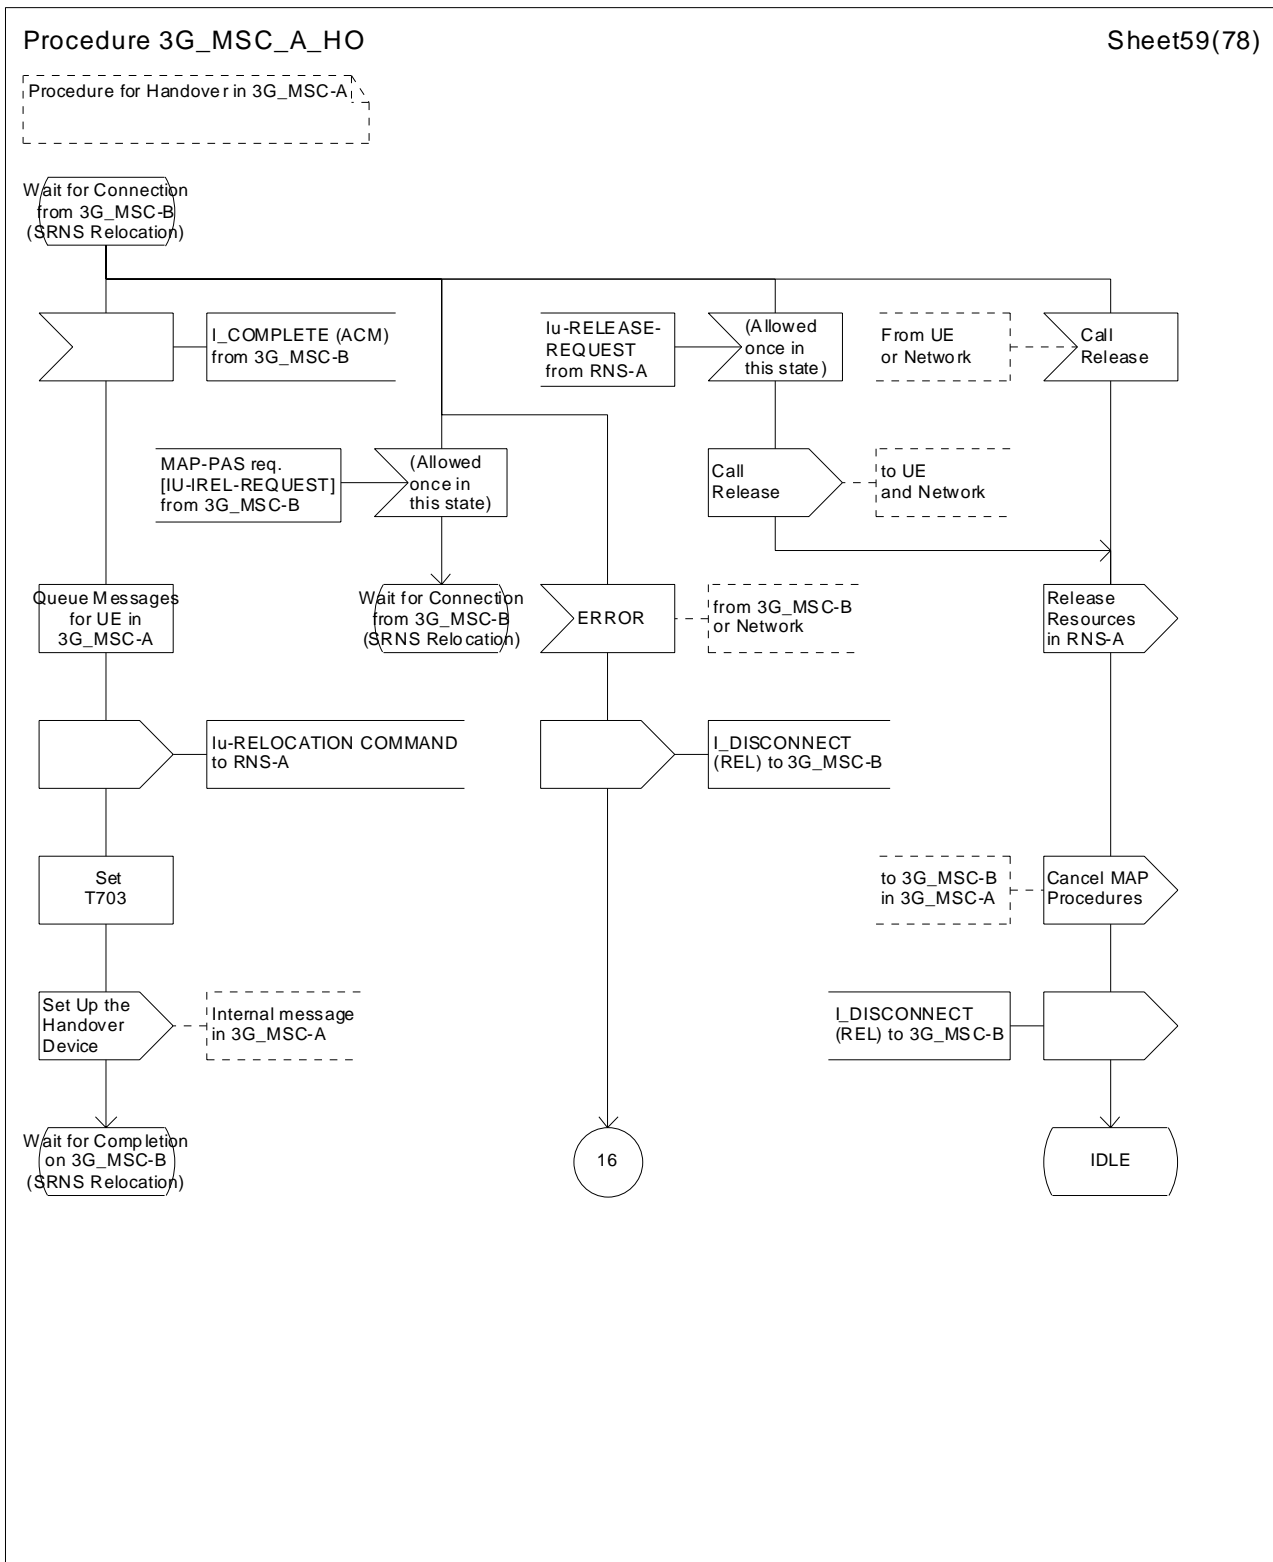 Procedure 3G_MSC_A_HO
Sheet59(78)
Procedure for Handover in 3G_MSC-A
Wait for Connection
from 3G_MSC-B
(SRNS Relocation)
I_COMPLETE (ACM)
from 3G_MSC-B
Iu-RELEASE-
REQUEST
from RNS-A
(Allowed
once in
this state)
From UE
or Network
Call
Release
MAP-PAS req.
[IU-IREL-REQUEST]
from 3G_MSC-B
(Allowed
once in
this state)
Call
Release
to UE
and Network
Queue Messages
for UE in
3G_MSC-A
Wait for Connection
from 3G_MSC-B
(SRNS Relocation)
ERROR
from 3G_MSC-B
or Network
Release
Resources
in RNS-A
Iu-RELOCATION COMMAND
to RNS-A
I_DISCONNECT
(REL) to 3G_MSC-B
Set
T703
to 3G_MSC-B
in 3G_MSC-A
Cancel MAP
Procedures
Set Up the
Handover
Device
Internal message
in 3G_MSC-A
I_DISCONNECT
(REL) to 3G_MSC-B
Wait for Completion
on 3G_MSC-B
(SRNS Relocation)
16
IDLE